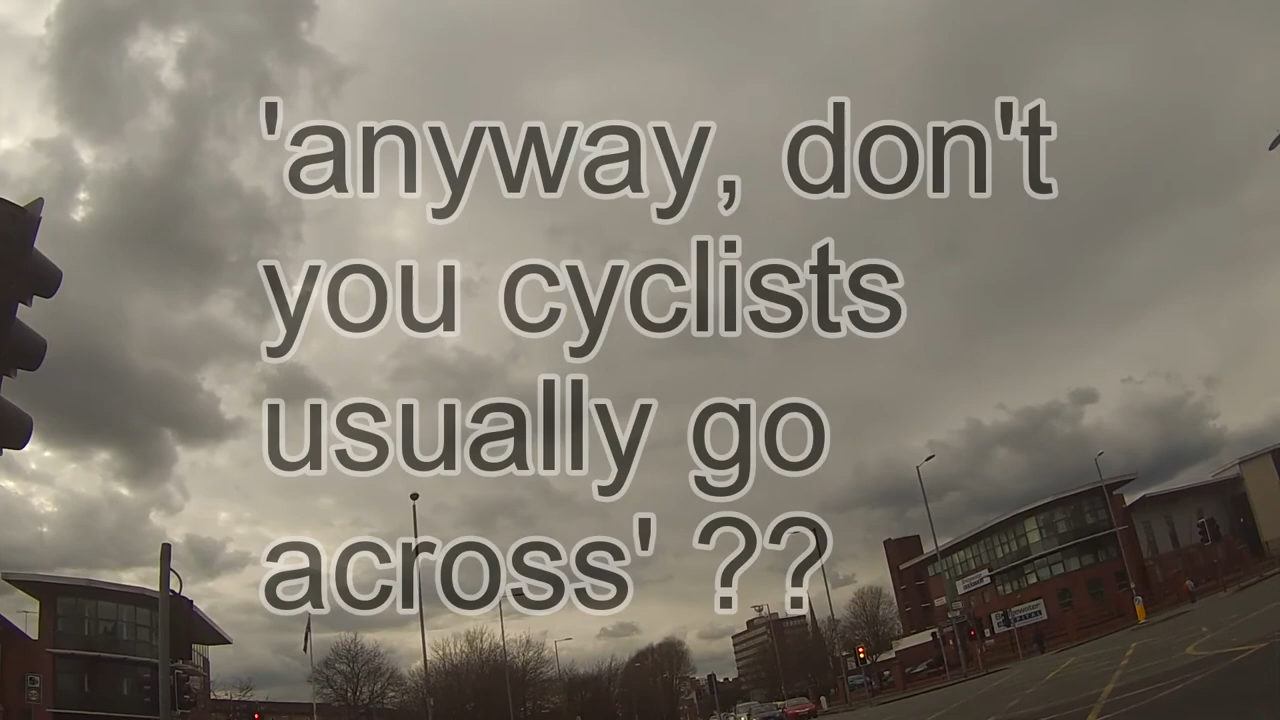 'anyway, don't
you cyclists
usually go
across' ??